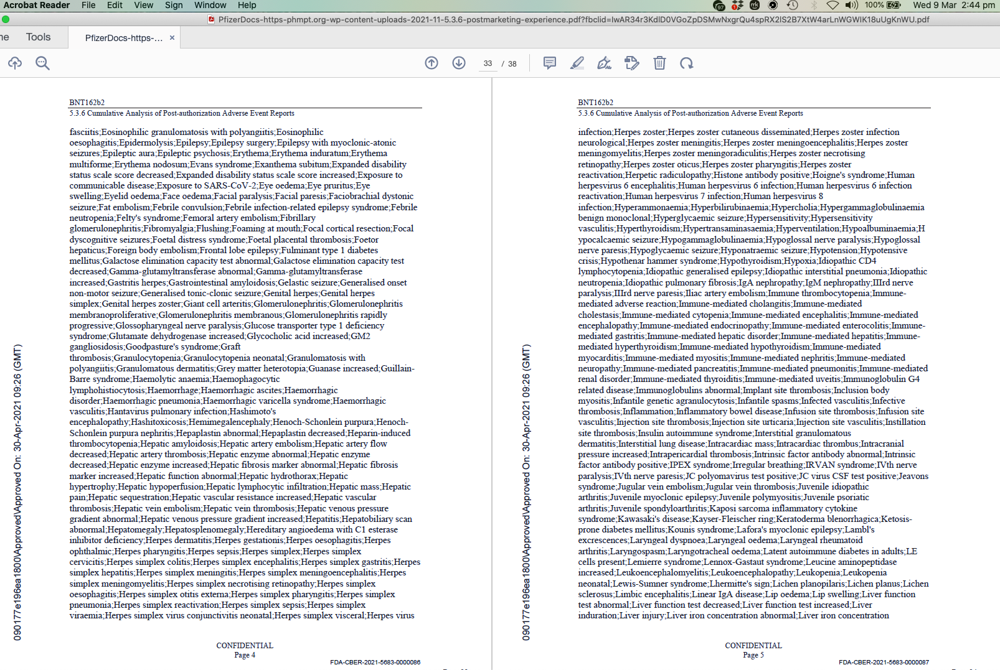 Acrobat Reader File Edit View Sign Window Help 97 1 mk 100% Wed 9 Mar 2:44 pm
PfizerDocs-https-phmpt.org-wp-content-uploads-2021-11-5.3.6-postmarketing-experience.pdf?fbclid=IwAR34r3KdlD0VGoZpDSMwNxgrQu4spRX2lS2B7XtW4arLnWGWIK18uUgKnWU.pdf
ne Tools PfizerDocs-https-... ×
33 / 38
BNT162b2
5.3.6 Cumulative Analysis of Post-authorization Adverse Event Reports
fasciitis;Eosinophilic granulomatosis with polyangiitis;Eosinophilic
oesophagitis;Epidermolysis;Epilepsy;Epilepsy surgery;Epilepsy with myoclonic-atonic
seizures;Epileptic aura;Epileptic psychosis;Erythema;Erythema induratum;Erythema
multiforme;Erythema nodosum;Evans syndrome;Exanthema subitum;Expanded disability
status scale score decreased;Expanded disability status scale score increased;Exposure to
communicable disease;Exposure to SARS-CoV-2;Eye oedema;Eye pruritus;Eye
swelling;Eyelid oedema;Face oedema;Facial paralysis;Facial paresis;Faciobrachial dystonic
seizure;Fat embolism;Febrile convulsion;Febrile infection-related epilepsy syndrome;Febrile
neutropenia;Felty's syndrome;Femoral artery embolism;Fibrillary
glomerulonephritis;Fibromyalgia;Flushing;Foaming at mouth;Focal cortical resection;Focal
dyscognitive seizures;Foetal distress syndrome;Foetal placental thrombosis;Foetor
hepaticus;Foreign body embolism;Frontal lobe epilepsy;Fulminant type 1 diabetes
mellitus;Galactose elimination capacity test abnormal;Galactose elimination capacity test
decreased;Gamma-glutamyltransferase abnormal;Gamma-glutamyltransferase
increased;Gastritis herpes;Gastrointestinal amyloidosis;Gelastic seizure;Generalised onset
non-motor seizure;Generalised tonic-clonic seizure;Genital herpes;Genital herpes
simplex;Genital herpes zoster;Giant cell arteritis;Glomerulonephritis;Glomerulonephritis
membranoproliferative;Glomerulonephritis membranous;Glomerulonephritis rapidly
progressive;Glossopharyngeal nerve paralysis;Glucose transporter type 1 deficiency
syndrome;Glutamate dehydrogenase increased;Glycocholic acid increased;GM2
gangliosidosis;Goodpasture's syndrome;Graft
thrombosis;Granulocytopenia;Granulocytopenia neonatal;Granulomatosis with
polyangiitis;Granulomatous dermatitis;Grey matter heterotopia;Guanase increased;Guillain-
Barre syndrome;Haemolytic anaemia;Haemophagocytic
lymphohistiocytosis;Haemorrhage;Haemorrhagic ascites;Haemorrhagic
disorder;Haemorrhagic pneumonia;Haemorrhagic varicella syndrome;Haemorrhagic
vasculitis;Hantavirus pulmonary infection;Hashimoto's
encephalopathy;Hashitoxicosis;Hemimegalencephaly;Henoch-Schonlein purpura;Henoch-
Schonlein purpura nephritis;Hepaplastin abnormal;Hepaplastin decreased;Heparin-induced
thrombocytopenia;Hepatic amyloidosis;Hepatic artery embolism;Hepatic artery flow
decreased;Hepatic artery thrombosis;Hepatic enzyme abnormal;Hepatic enzyme
decreased;Hepatic enzyme increased;Hepatic fibrosis marker abnormal;Hepatic fibrosis
marker increased;Hepatic function abnormal;Hepatic hydrothorax;Hepatic
hypertrophy;Hepatic hypoperfusion;Hepatic lymphocytic infiltration;Hepatic mass;Hepatic
pain;Hepatic sequestration;Hepatic vascular resistance increased;Hepatic vascular
thrombosis;Hepatic vein embolism;Hepatic vein thrombosis;Hepatic venous pressure
gradient abnormal;Hepatic venous pressure gradient increased;Hepatitis;Hepatobiliary scan
abnormal;Hepatomegaly;Hepatosplenomegaly;Hereditary angioedema with C1 esterase
inhibitor deficiency;Herpes dermatitis;Herpes gestationis;Herpes oesophagitis;Herpes
ophthalmic;Herpes pharyngitis;Herpes sepsis;Herpes simplex;Herpes simplex
cervicitis;Herpes simplex colitis;Herpes simplex encephalitis;Herpes simplex gastritis;Herpes
simplex hepatitis;Herpes simplex meningitis;Herpes simplex meningoencephalitis;Herpes
simplex meningomyelitis;Herpes simplex necrotising retinopathy;Herpes simplex
oesophagitis;Herpes simplex otitis externa;Herpes simplex pharyngitis;Herpes simplex
pneumonia;Herpes simplex reactivation;Herpes simplex sepsis;Herpes simplex
viraemia;Herpes simplex virus conjunctivitis neonatal;Herpes simplex visceral;Herpes virus
090177e196ea1800\Approved\Approved On: 30-Apr-2021 09:26 (GMT)
CONFIDENTIAL
Page 4
FDA-CBER-2021-5683-0000086
BNT162b2
5.3.6 Cumulative Analysis of Post-authorization Adverse Event Reports
infection;Herpes zoster;Herpes zoster cutaneous disseminated;Herpes zoster infection
neurological;Herpes zoster meningitis;Herpes zoster meningoencephalitis;Herpes zoster
meningomyelitis;Herpes zoster meningoradiculitis;Herpes zoster necrotising
retinopathy;Herpes zoster oticus;Herpes zoster pharyngitis;Herpes zoster
reactivation;Herpetic radiculopathy;Histone antibody positive;Hoigne's syndrome;Human
herpesvirus 6 encephalitis;Human herpesvirus 6 infection;Human herpesvirus 6 infection
reactivation;Human herpesvirus 7 infection;Human herpesvirus 8
infection;Hyperammonaemia;Hyperbilirubinaemia;Hypercholia;Hypergammaglobulinaemia
benign monoclonal;Hyperglycaemic seizure;Hypersensitivity;Hypersensitivity
vasculitis;Hyperthyroidism;Hypertransaminasaemia;Hyperventilation;Hypoalbuminaemia;H
ypocalcaemic seizure;Hypogammaglobulinaemia;Hypoglossal nerve paralysis;Hypoglossal
nerve paresis;Hypoglycaemic seizure;Hyponatraemic seizure;Hypotension;Hypotensive
crisis;Hypothenar hammer syndrome;Hypothyroidism;Hypoxia;Idiopathic CD4
lymphocytopenia;Idiopathic generalised epilepsy;Idiopathic interstitial pneumonia;Idiopathic
neutropenia;Idiopathic pulmonary fibrosis;IgA nephropathy;IgM nephropathy;IIIrd nerve
paralysis;IIIrd nerve paresis;Iliac artery embolism;Immune thrombocytopenia;Immune-
mediated adverse reaction;Immune-mediated cholangitis;Immune-mediated
cholestasis;Immune-mediated cytopenia;Immune-mediated encephalitis;Immune-mediated
encephalopathy;Immune-mediated endocrinopathy;Immune-mediated enterocolitis;Immune-
mediated gastritis;Immune-mediated hepatic disorder;Immune-mediated hepatitis;Immune-
mediated hyperthyroidism;Immune-mediated hypothyroidism;Immune-mediated
myocarditis;Immune-mediated myositis;Immune-mediated nephritis;Immune-mediated
neuropathy;Immune-mediated pancreatitis;Immune-mediated pneumonitis;Immune-mediated
renal disorder;Immune-mediated thyroiditis;Immune-mediated uveitis;Immunoglobulin G4
related disease;Immunoglobulins abnormal;Implant site thrombosis;Inclusion body
myositis;Infantile genetic agranulocytosis;Infantile spasms;Infected vasculitis;Infective
thrombosis;Inflammation;Inflammatory bowel disease;Infusion site thrombosis;Infusion site
vasculitis;Injection site thrombosis;Injection site urticaria;Injection site vasculitis;Instillation
site thrombosis;Insulin autoimmune syndrome;Interstitial granulomatous
dermatitis;Interstitial lung disease;Intracardiac mass;Intracardiac thrombus;Intracranial
pressure increased;Intrapericardial thrombosis;Intrinsic factor antibody abnormal;Intrinsic
factor antibody positive;IPEX syndrome;Irregular breathing;IRVAN syndrome;IVth nerve
paralysis;IVth nerve paresis;JC polyomavirus test positive;JC virus CSF test positive;Jeavons
syndrome;Jugular vein embolism;Jugular vein thrombosis;Juvenile idiopathic
arthritis;Juvenile myoclonic epilepsy;Juvenile polymyositis;Juvenile psoriatic
arthritis;Juvenile spondyloarthritis;Kaposi sarcoma inflammatory cytokine
syndrome;Kawasaki's disease;Kayser-Fleischer ring;Keratoderma blenorrhagica;Ketosis-
prone diabetes mellitus;Kounis syndrome;Lafora's myoclonic epilepsy;Lambl's
excrescences;Laryngeal dyspnoea;Laryngeal oedema;Laryngeal rheumatoid
arthritis;Laryngospasm;Laryngotracheal oedema;Latent autoimmune diabetes in adults;LE
cells present;Lemierre syndrome;Lennox-Gastaut syndrome;Leucine aminopeptidase
increased;Leukoencephalomyelitis;Leukoencephalopathy;Leukopenia;Leukopenia
neonatal;Lewis-Sumner syndrome;Lhermitte's sign;Lichen planopilaris;Lichen planus;Lichen
sclerosus;Limbic encephalitis;Linear IgA disease;Lip oedema;Lip swelling;Liver function
test abnormal;Liver function test decreased;Liver function test increased;Liver
induration;Liver injury;Liver iron concentration abnormal;Liver iron concentration
090177e196ea1800\Approved\Approved On: 30-Apr-2021 09:26 (GMT)
CONFIDENTIAL
Page 5
FDA-CBER-2021-5683-0000087